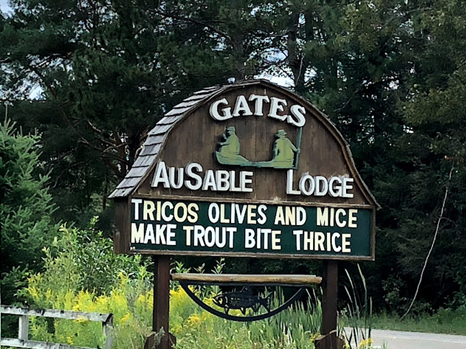 GATES
AUSABLE LODGE
TRICOS OLIVES AND MICE
MAKE TROUT BITE THRICE